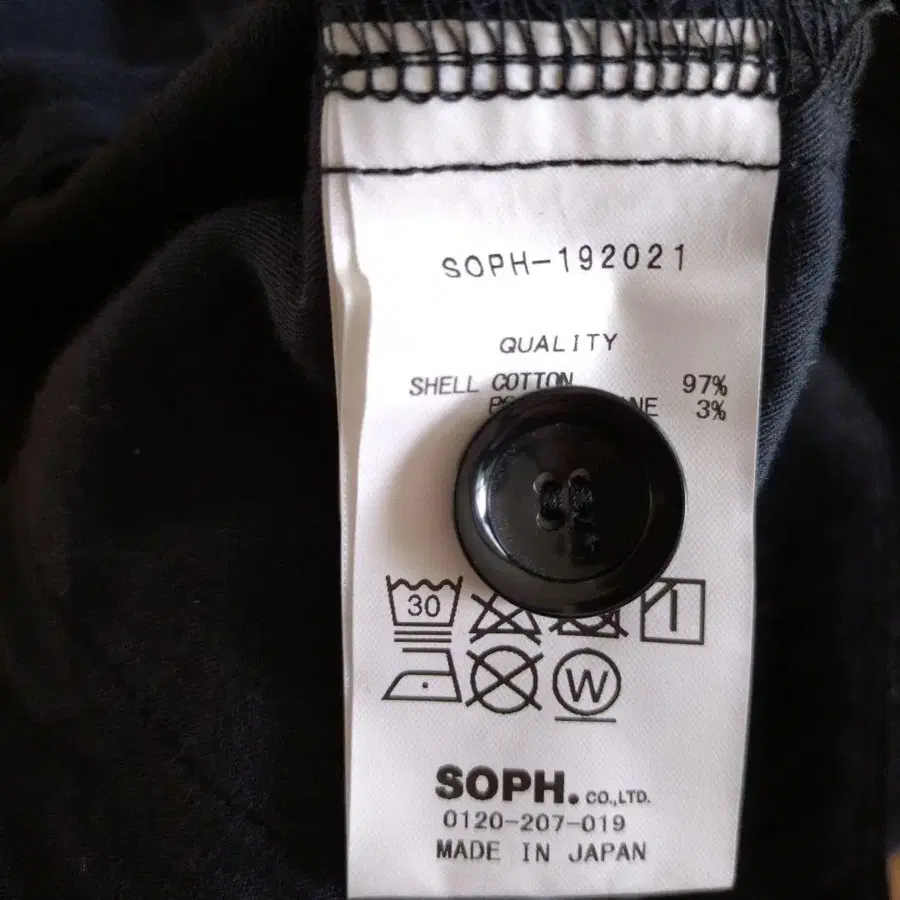 SOPH-192021
QUALITY
SHELL COTTON 97%
3%
30
W
SOPH. CO.,LTD.
0120-207-019
MADE IN JAPAN